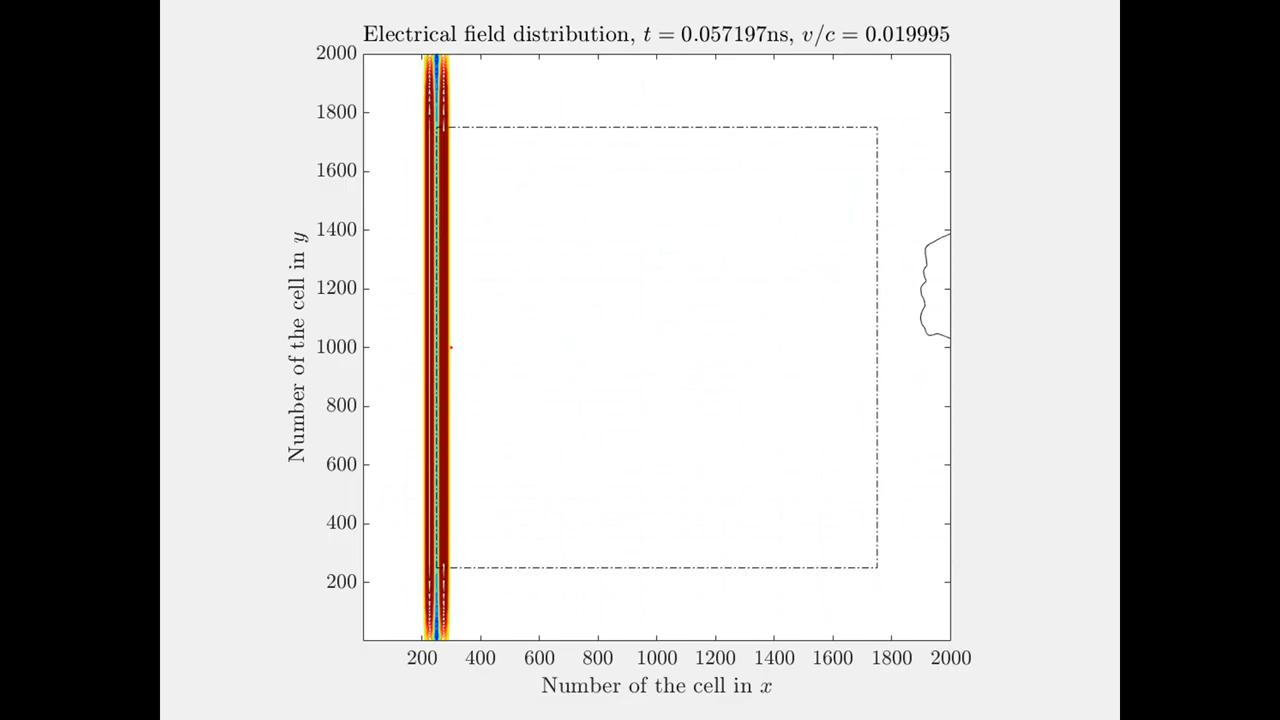 Electrical field distribution, t = 0.057197ns, v/c = 0.019995
2000
1800
1600
1400
1200
1000
800
600
400
200
Number of the cell in y
200 400 600 800 1000 1200 1400 1600 1800 2000
Number of the cell in x